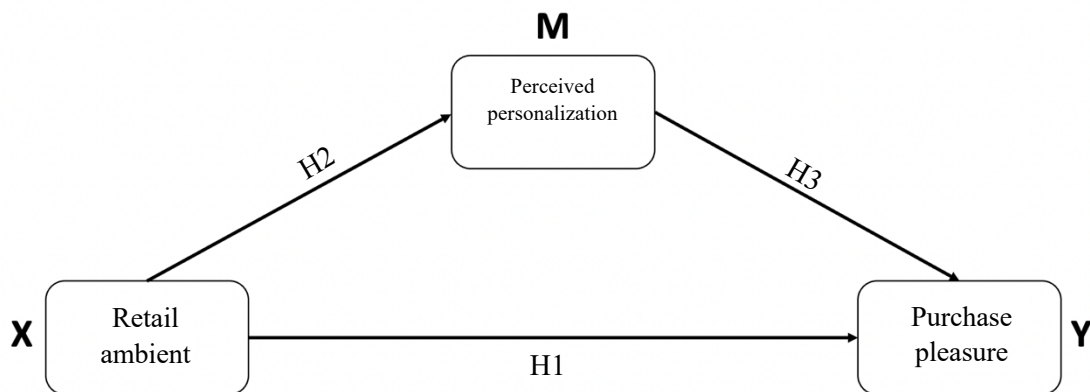 M
Perceived
personalization
H2
H3
X
Retail
ambient
H1
Purchase
pleasure
Y